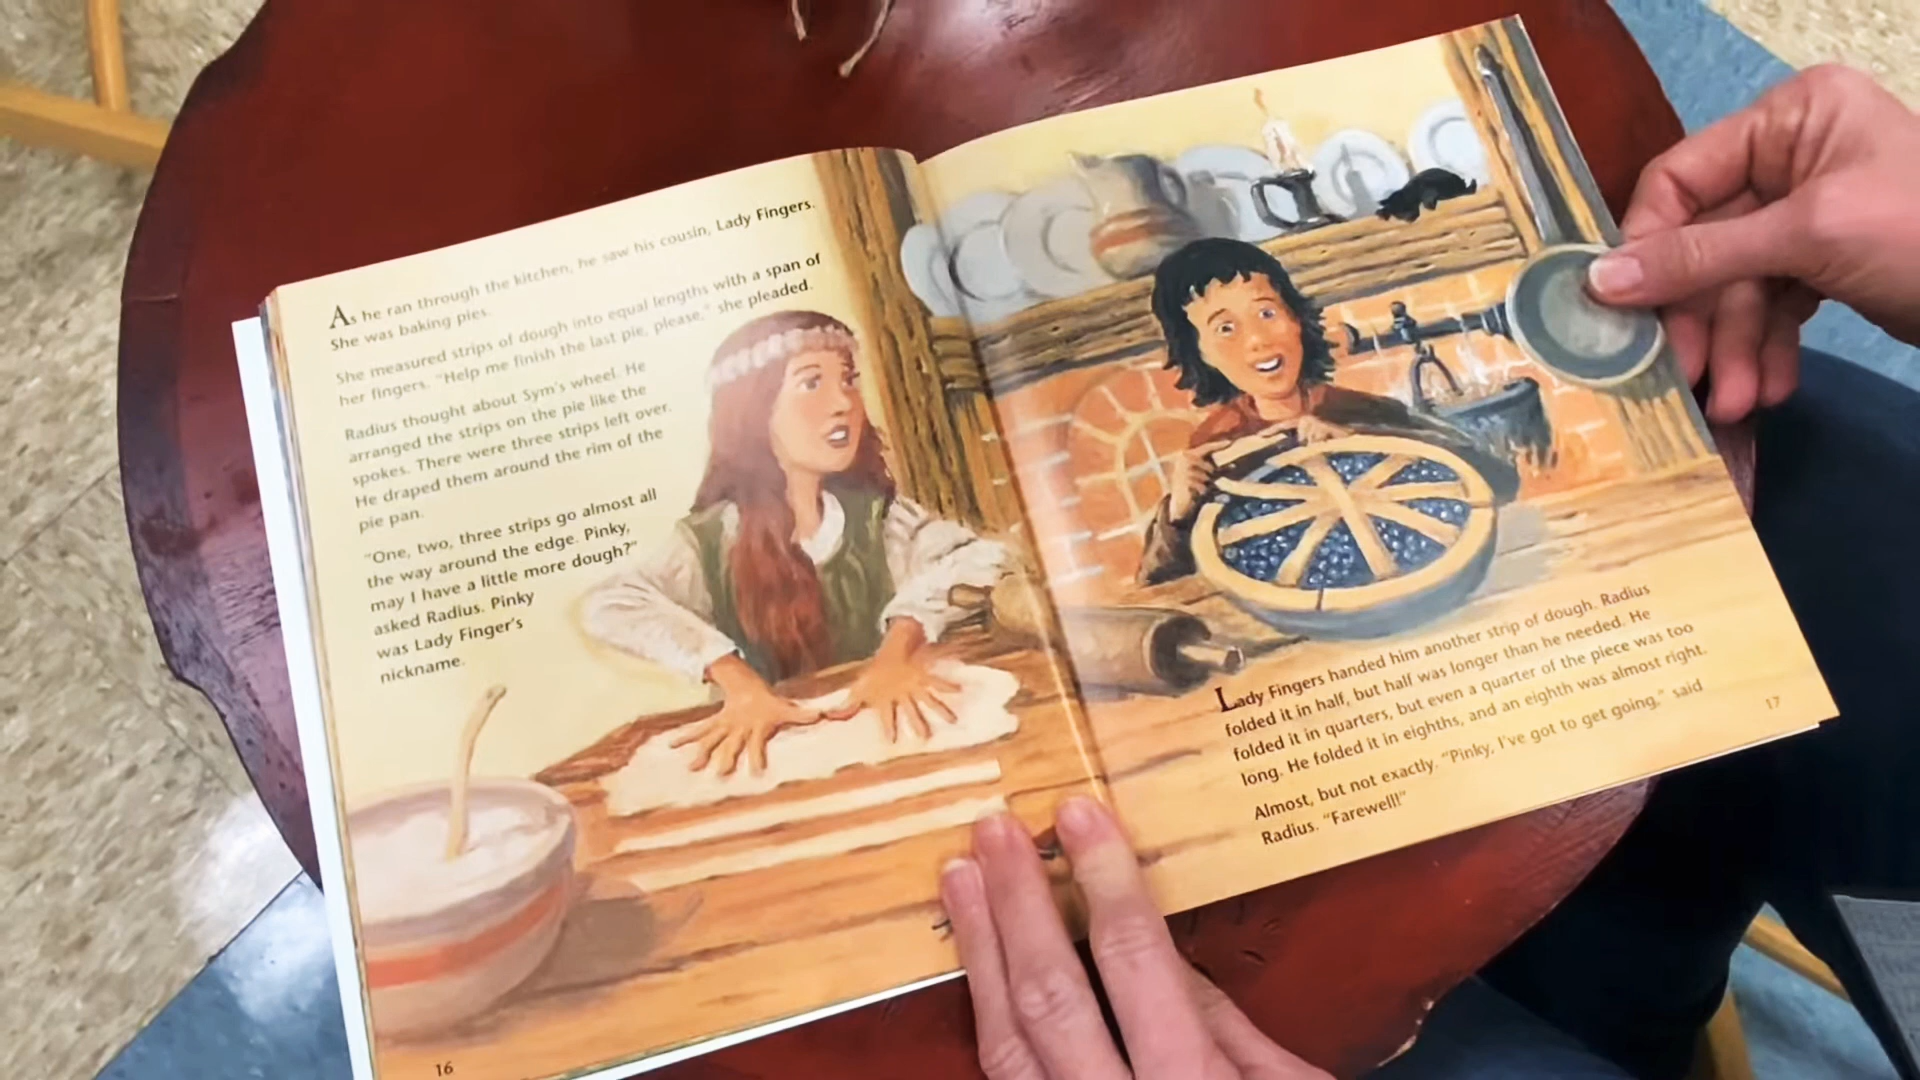 As he ran through the kitchen, he saw his cousin, Lady Fingers.
She was baking pies.
She measured strips of dough into equal lengths with a span of
her fingers. "Help me finish the last pie, please," she pleaded.
Radius thought about Sym's wheel. He
arranged the strips on the pie like the
spokes. There were three strips left over.
He draped them around the rim of the
pie pan.
"One, two, three strips go almost all
the way around the edge. Pinky,
may I have a little more dough?"
asked Radius. Pinky
was Lady Finger's
nickname.
16
Lady Fingers handed him another strip of dough. Radius
folded it in half, but half was longer than he needed. He
folded it in quarters, but even a quarter of the piece was too
long. He folded it in eighths, and an eighth was almost right.
Almost, but not exactly. "Pinky, I've got to get going," said
Radius. "Farewell!"
17